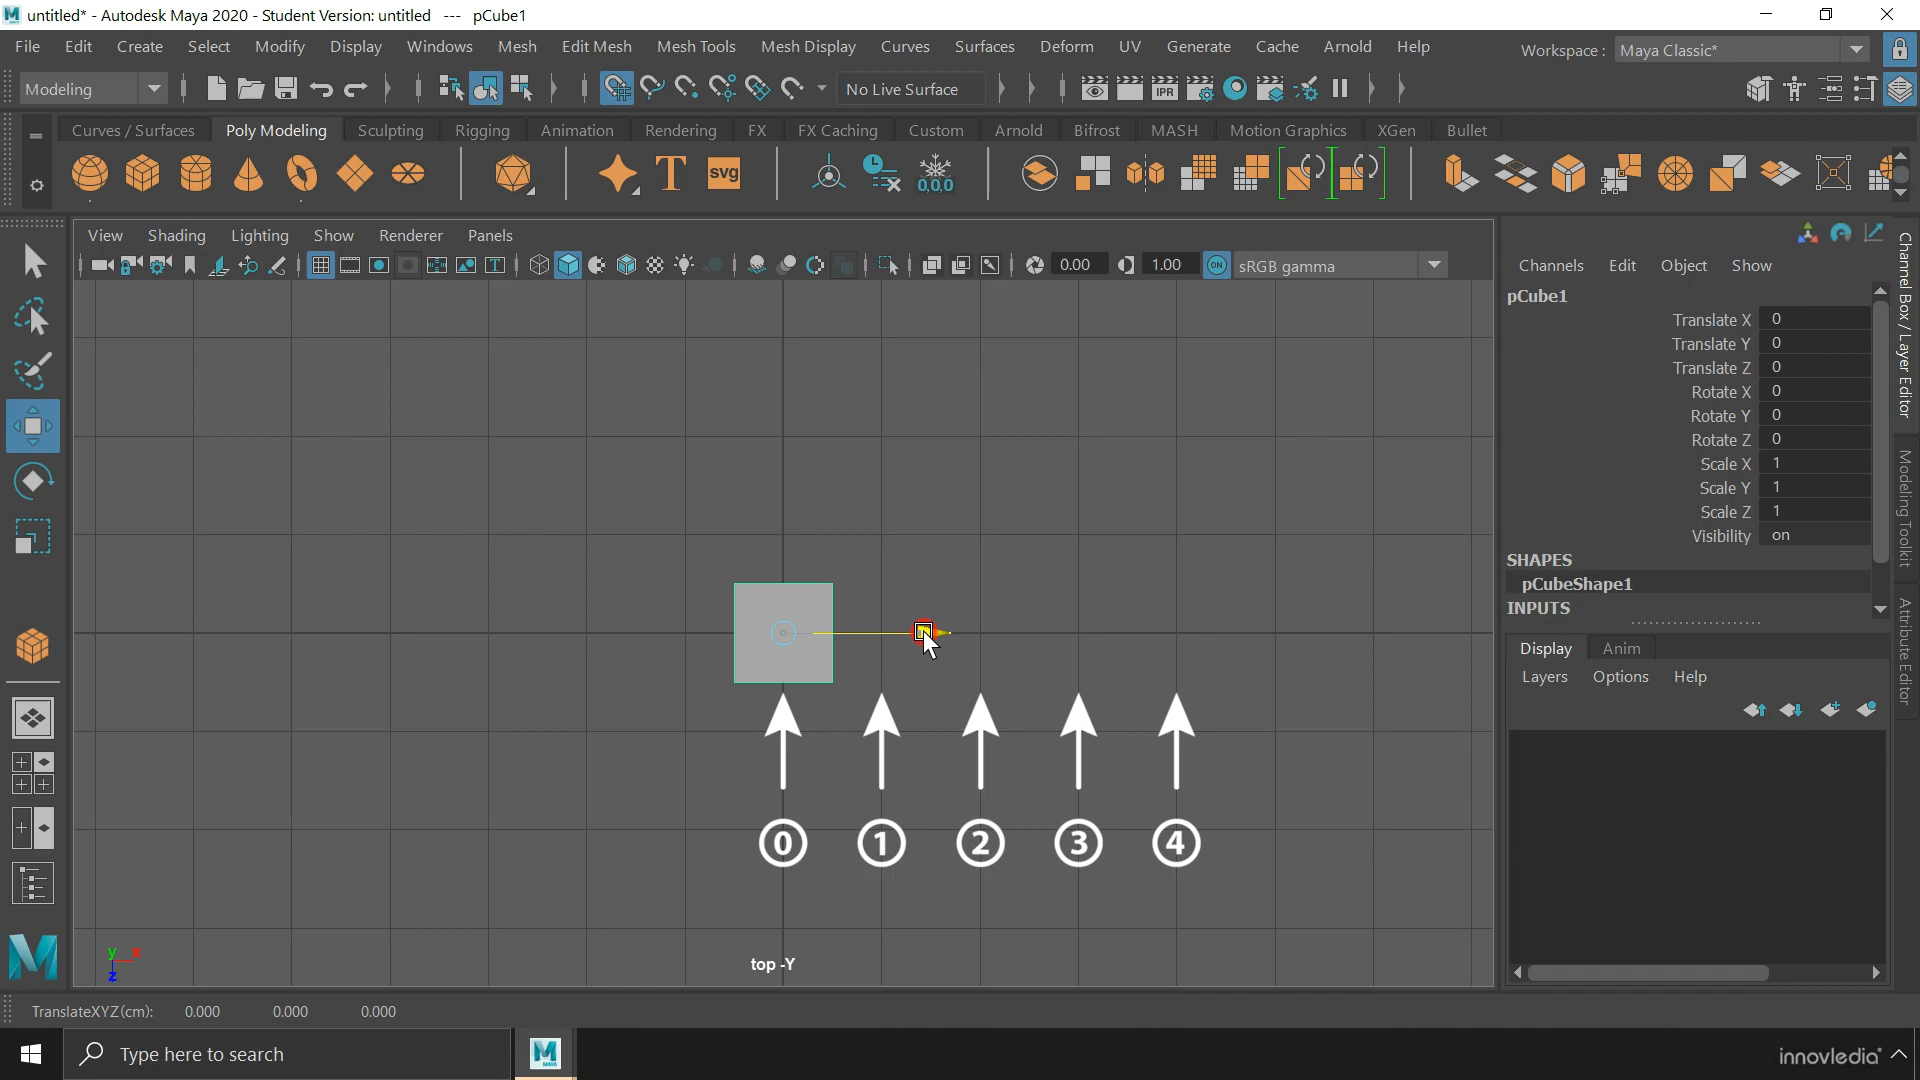 untitled* - Autodesk Maya 2020 - Student Version: untitled --- pCube1
File Edit Create Select Modify Display Windows Mesh Edit Mesh Mesh Tools Mesh Display Curves Surfaces Deform UV Generate Cache Arnold Help
Workspace : Maya Classic*
Modeling
No Live Surface
IPR
Curves / Surfaces Poly Modeling Sculpting Rigging Animation Rendering FX FX Caching Custom Arnold Bifrost MASH Motion Graphics XGen Bullet
T
svg
0,0,0
View Shading Lighting Show Renderer Panels
T
0.00
1.00
ON
sRGB gamma
0
1
2
3
4
y x
z
top -Y
Channels Edit Object Show
pCube1
Translate X 0
Translate Y 0
Translate Z 0
Rotate X 0
Rotate Y 0
Rotate Z 0
Scale X 1
Scale Y 1
Scale Z 1
Visibility on
SHAPES
pCubeShape1
INPUTS
Display Anim
Layers Options Help
Channel Box / Layer Editor
Modeling Toolkit
Attribute Editor
M
TranslateXYZ(cm): 0.000 0.000 0.000
Type here to search
M
MAYA
innovledia